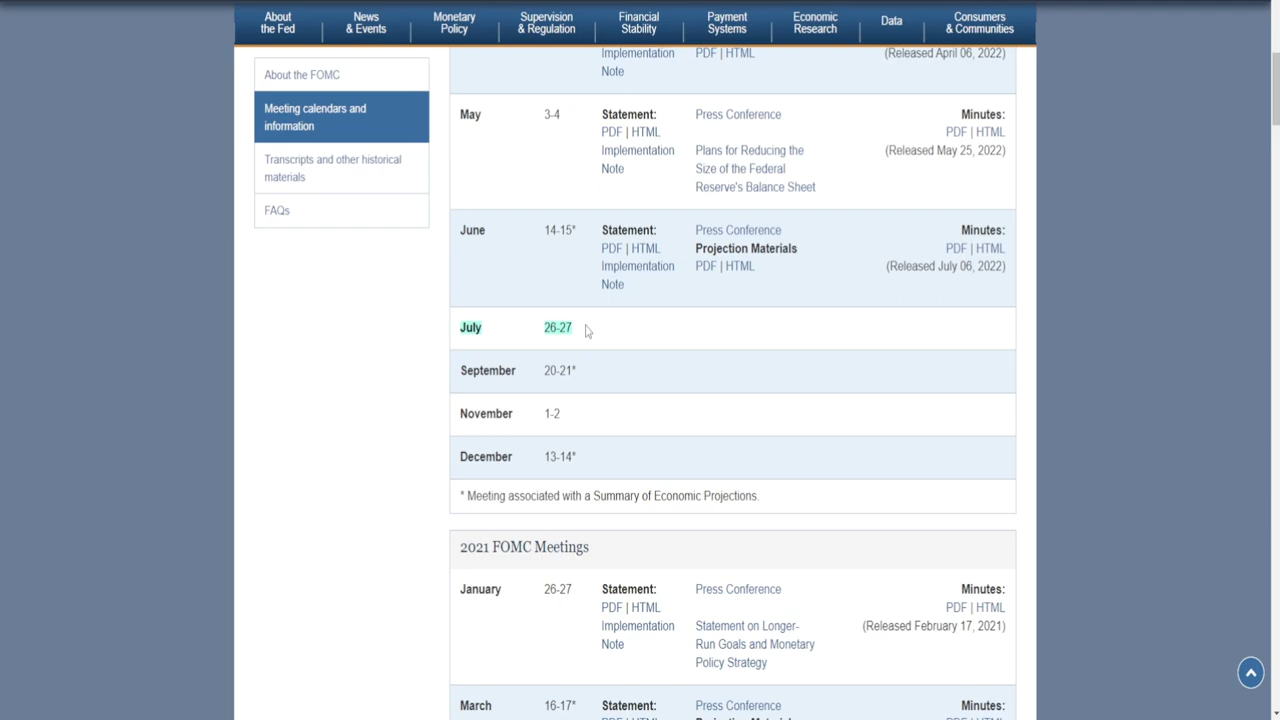 About the Fed
News & Events
Monetary Policy
Supervision & Regulation
Financial Stability
Payment Systems
Economic Research
Data
Consumers & Communities
About the FOMC
Meeting calendars and
information
Transcripts and other historical
materials
FAQs
Implementation PDF | HTML (Released April 06, 2022)
Note
May 3-4 Statement: Press Conference Minutes:
PDF | HTML PDF | HTML
Implementation Plans for Reducing the (Released May 25, 2022)
Note Size of the Federal
Reserve's Balance Sheet
June 14-15* Statement: Press Conference Minutes:
PDF | HTML Projection Materials PDF | HTML
Implementation PDF | HTML (Released July 06, 2022)
Note
July 26-27
September 20-21*
November 1-2
December 13-14*
* Meeting associated with a Summary of Economic Projections.
2021 FOMC Meetings
January 26-27 Statement: Press Conference Minutes:
PDF | HTML PDF | HTML
Implementation Statement on Longer- (Released February 17, 2021)
Note Run Goals and Monetary
Policy Strategy
March 16-17* Statement: Press Conference Minutes: